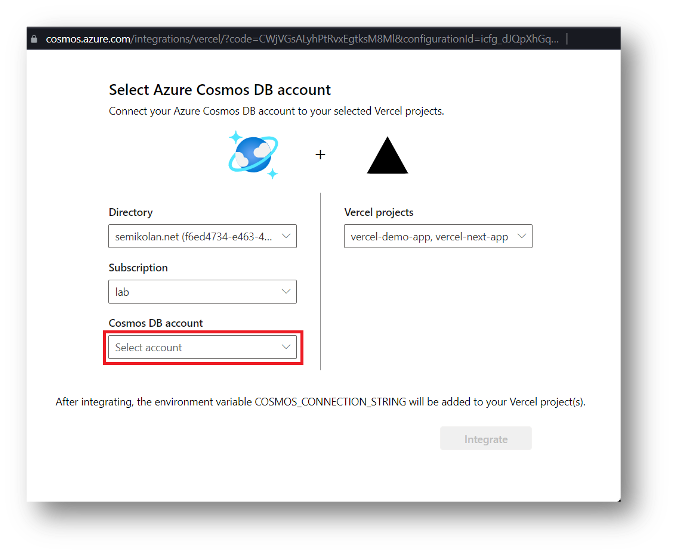 cosmos.azure.com/integrations/vercel/?code=CWjVGsALyhPtRvxEgtksM8Ml&configurationId=icfg_dJQpXhGq...
Select Azure Cosmos DB account
Connect your Azure Cosmos DB account to your selected Vercel projects.
+
Directory
semikolan.net (f6ed4734-e463-4...
Subscription
lab
Cosmos DB account
Select account
Vercel projects
vercel-demo-app, vercel-next-app
After integrating, the environment variable COSMOS_CONNECTION_STRING will be added to your Vercel project(s).
Integrate